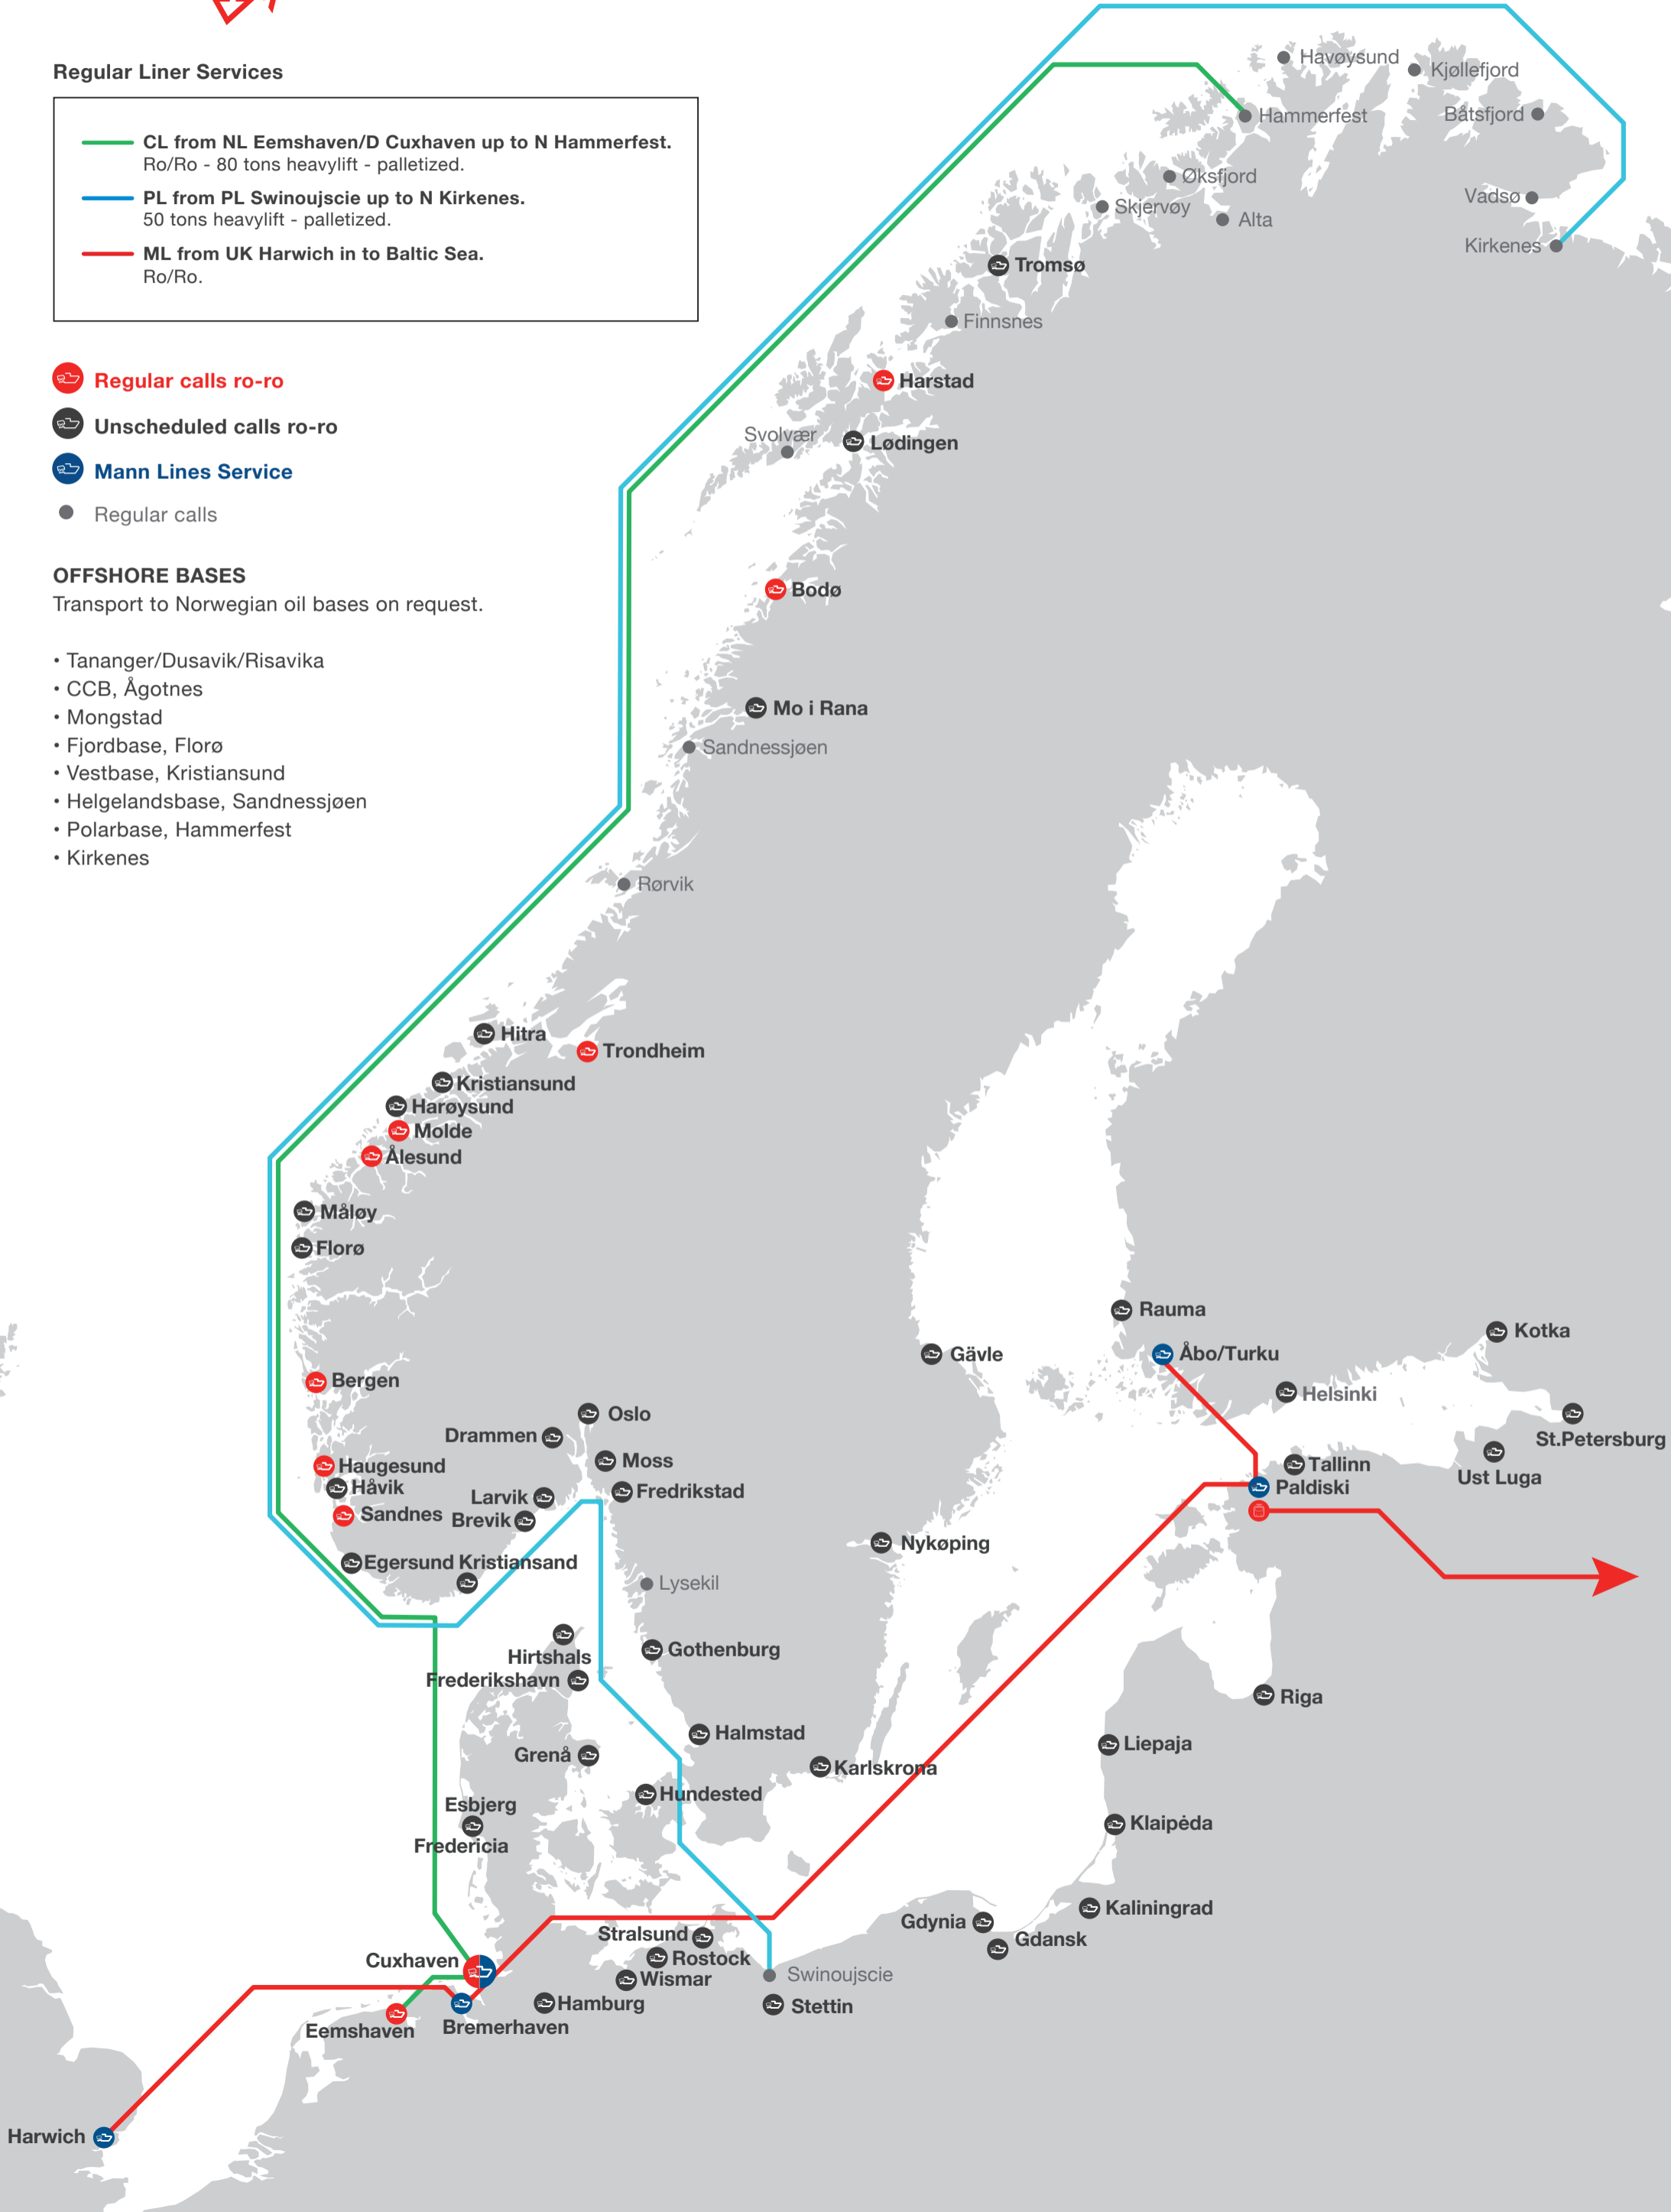 Regular Liner Services
CL from NL Eemshaven/D Cuxhaven up to N Hammerfest.
Ro/Ro - 80 tons heavylift - palletized.
PL from PL Swinoujscie up to N Kirkenes.
50 tons heavylift - palletized.
ML from UK Harwich in to Baltic Sea.
Ro/Ro.
Regular calls ro-ro
Unscheduled calls ro-ro
Mann Lines Service
Regular calls
OFFSHORE BASES
Transport to Norwegian oil bases on request.
• Tananger/Dusavik/Risavika
• CCB, Ågotnes
• Mongstad
• Fjordbase, Florø
• Vestbase, Kristiansund
• Helgelandsbase, Sandnessjøen
• Polarbase, Hammerfest
• Kirkenes
Havøysund
Kjøllefjord
Hammerfest
Båtsfjord
Øksfjord
Skjervøy
Alta
Vadsø
Kirkenes
Tromsø
Finnsnes
Harstad
Svolvær
Lødingen
Bodø
Mo i Rana
Sandnessjøen
Rørvik
Hitra
Trondheim
Kristiansund
Harøysund
Molde
Ålesund
Måløy
Florø
Rauma
Kotka
Åbo/Turku
Gävle
Bergen
Helsinki
Oslo
Drammen
St.Petersburg
Moss
Haugesund
Tallinn
Ust Luga
Håvik
Paldiski
Larvik
Fredrikstad
Sandnes
Brevik
Nykøping
Egersund
Kristiansand
Lysekil
Hirtshals
Gothenburg
Frederikshavn
Riga
Halmstad
Liepaja
Grenå
Karlskrona
Hundested
Esbjerg
Klaipėda
Fredericia
Kaliningrad
Gdynia
Stralsund
Gdansk
Cuxhaven
Rostock
Swinoujscie
Wismar
Hamburg
Stettin
Eemshaven
Bremerhaven
Harwich